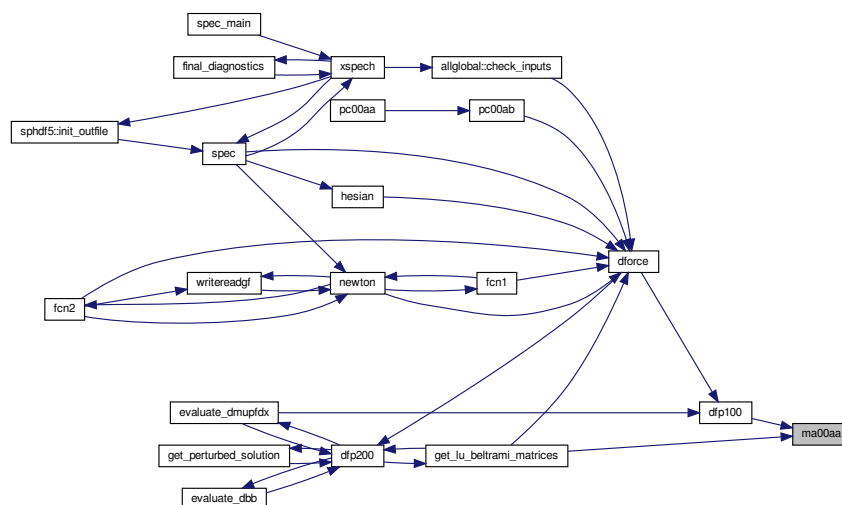 spec_main
final_diagnostics
xspech
allglobal::check_inputs
pc00aa
pc00ab
sphdf5::init_outfile
spec
hesian
dforce
writereadgf
newton
fcn1
fcn2
evaluate_dmupfdx
dfp100
ma00aa
get_perturbed_solution
dfp200
get_lu_beltrami_matrices
evaluate_dbb